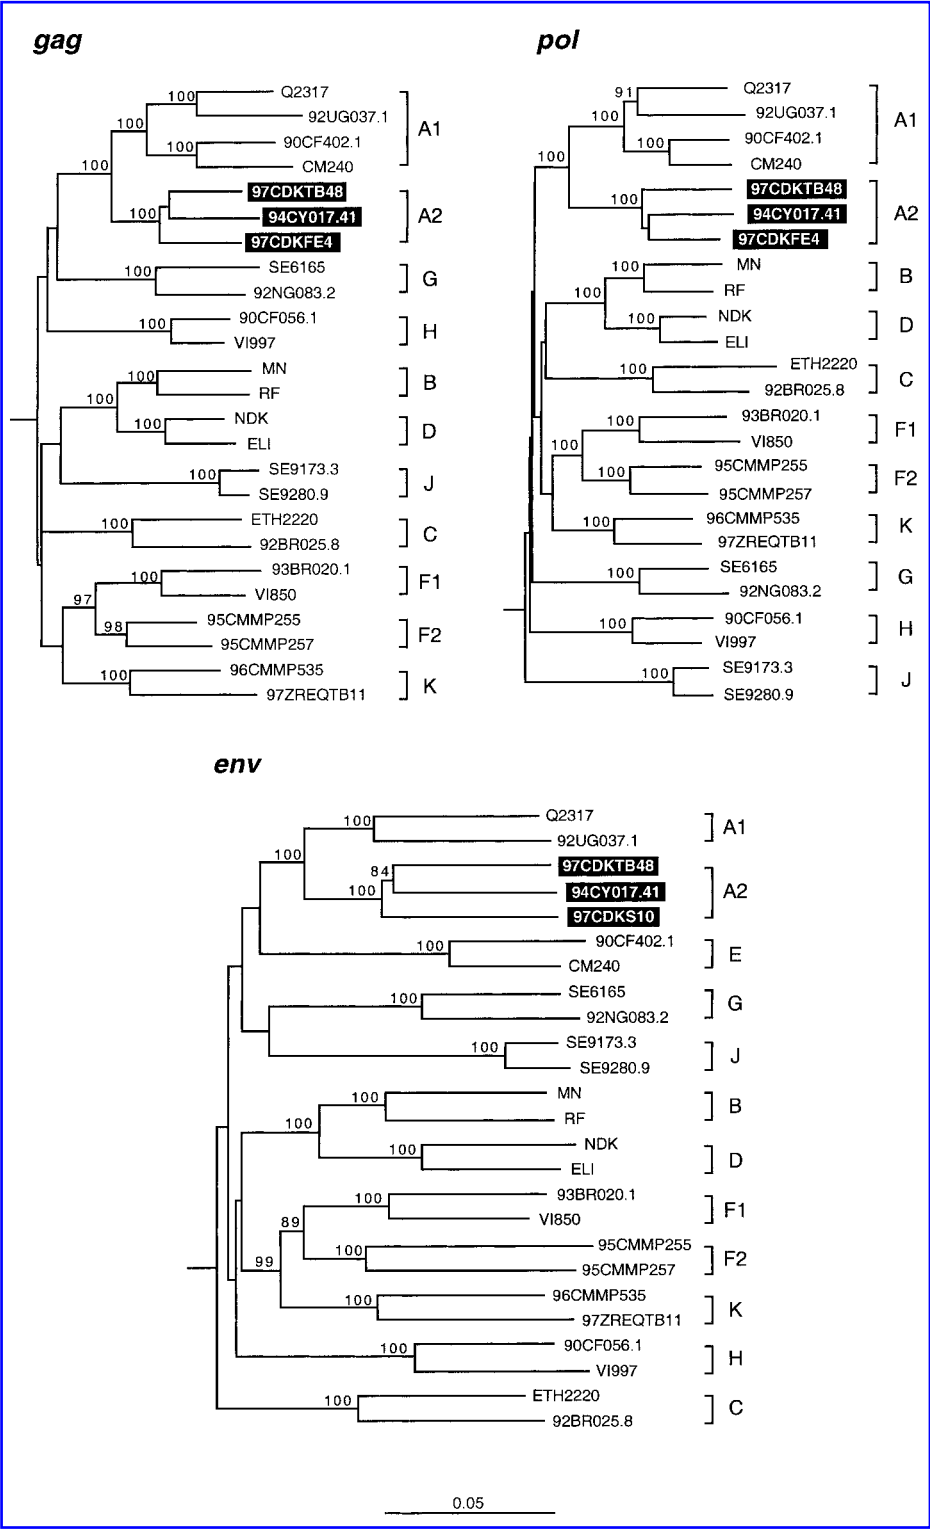 gag
100
Q2317
92UG037.1
100
100
90CF402.1
CM240
A1
100
97CDKTB48
100
94CY017.41
97CDKFE4
A2
100
SE6165
92NG083.2
G
100
90CF056.1
VI997
H
100
MN
RF
B
100
100
NDK
ELI
D
100
SE9173.3
SE9280.9
J
100
ETH2220
92BR025.8
C
100
93BR020.1
VI850
F1
97
98
95CMMP255
95CMMP257
F2
100
96CMMP535
97ZREQTB11
K
pol
91
Q2317
92UG037.1
100
100
90CF402.1
CM240
A1
100
97CDKTB48
100
94CY017.41
97CDKFE4
A2
100
MN
RF
B
100
100
NDK
ELI
D
100
ETH2220
92BR025.8
C
100
93BR020.1
VI850
F1
100
100
95CMMP255
95CMMP257
F2
100
96CMMP535
97ZREQTB11
K
100
SE6165
92NG083.2
G
100
90CF056.1
VI997
H
100
SE9173.3
SE9280.9
J
env
100
Q2317
92UG037.1
A1
100
84
97CDKTB48
100
94CY017.41
97CDKS10
A2
100
90CF402.1
CM240
E
100
SE6165
92NG083.2
G
100
SE9173.3
SE9280.9
J
100
MN
RF
B
100
100
NDK
ELI
D
100
93BR020.1
VI850
F1
89
100
95CMMP255
95CMMP257
F2
99
100
96CMMP535
97ZREQTB11
K
100
90CF056.1
VI997
H
100
ETH2220
92BR025.8
C
0.05